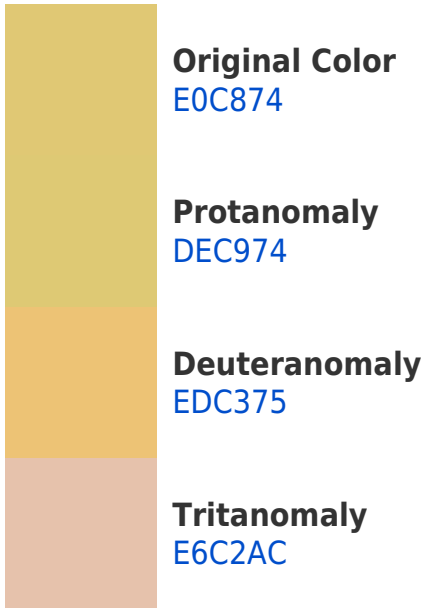 Original Color
E0C874
Protanomaly
DEC974
Deuteranomaly
EDC375
Tritanomaly
E6C2AC